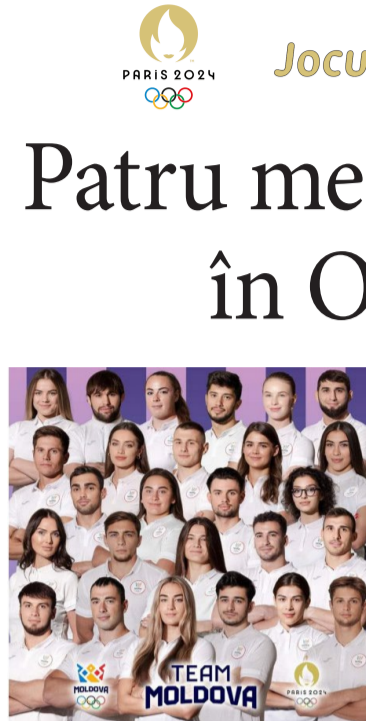 PARIS 2024
Jocu
Patru me
în O
MOLDOVA
TEAM
MOLDOVA
PARIS 2024